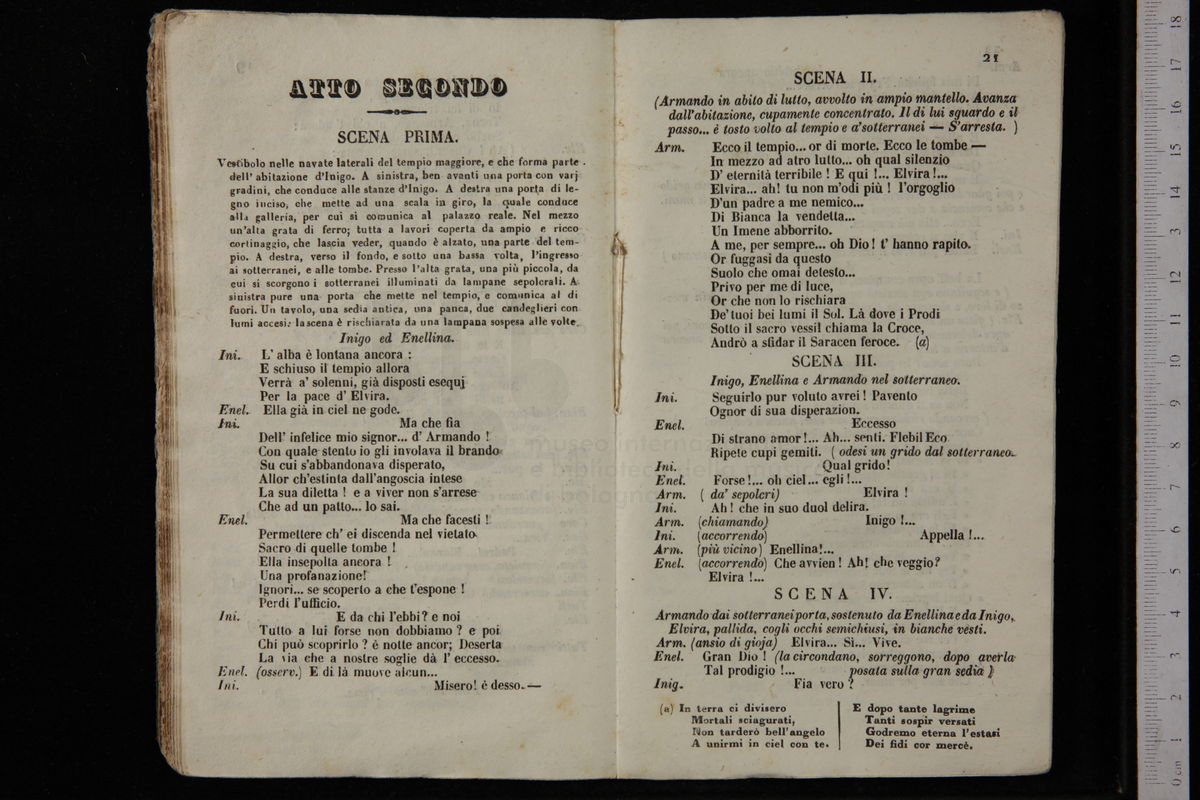 ATTO SECONDO
SCENA PRIMA.
Vestibolo nelle navate laterali del tempio maggiore, e che forma parte
dell' abitazione d'Inigo. A sinistra, ben avanti una porta con varj
gradini, che conduce alle stanze d'Inigo. A destra una porta di le-
gno inciso, che mette ad una scala in giro, la quale conduce
alla galleria, per cui si comunica al palazzo reale. Nel mezzo
un'alta grata di ferro; tutta a lavori coperta da ampio e ricco
cortinaggio, che lascia veder, quando è alzato, una parte del tem-
pio. A destra, verso il fondo, e sotto una bassa volta, l'ingresso
ai sotterranei, e alle tombe. Presso l'alta grata, una più piccola, da
cui si scorgono i sotterranei illuminati da lampane sepolcrali. A
sinistra pure una porta che mette nel tempio, e comunica al di
fuori. Un tavolo, una sedia antica, una panca, due candeglieri con
lumi accesi: la scena è rischiarata da una lampana sospesa alle volte.
Inigo ed Enellina.
Ini. L' alba è lontana ancora :
E schiuso il tempio allora
Verrà a' solenni, già disposti esequj
Per la pace d' Elvira.
Enel. Ella già in ciel ne gode.
Ini. Ma che fia
Dell' infelice mio signor... d' Armando !
Con quale stento io gli involava il brando
Su cui s'abbandonava disperato,
Allor ch'estinta dall'angoscia intese
La sua diletta ! e a viver non s'arrese
Che ad un patto... lo sai.
Enel. Ma che facesti !
Permettere ch' ei discenda nel vietato
Sacro di quelle tombe !
Ella insepolta ancora !
Una profanazione!
Ignori... se scoperto a che t'espone !
Perdi l'ufficio.
Ini. E da chi l'ebbi? e noi
Tutto a lui forse non dobbiamo ? e poi
Chi può scoprirlo ? è notte ancor; Deserta
La via che a nostre soglie dà l' eccesso.
Enel. (osserv.) E di là muove alcun...
Ini. Misero! è desso. —
21
SCENA II.
(Armando in abito di lutto, avvolto in ampio mantello. Avanza
dall'abitazione, cupamente concentrato. Il di lui sguardo e il
passo... è tosto volto al tempio e a'sotterranei — S'arresta. )
Arm. Ecco il tempio... or di morte. Ecco le tombe —
In mezzo ad atro lutto... oh qual silenzio
D' eternità terribile ! E qui !... Elvira !...
Elvira... ah! tu non m'odi più ! l'orgoglio
D'un padre a me nemico...
Di Bianca la vendetta...
Un Imene abborrito.
A me, per sempre... oh Dio ! t' hanno rapito.
Or fuggasi da questo
Suolo che omai detesto...
Privo per me di luce,
Or che non lo rischiara
De' tuoi bei lumi il Sol. Là dove i Prodi
Sotto il sacro vessil chiama la Croce,
Andrò a sfidar il Saracen feroce. (a)
SCENA III.
Inigo, Enellina e Armando nel sotterraneo.
Ini. Seguirlo pur voluto avrei ! Pavento
Ognor di sua disperazion.
Enel. Eccesso
Di strano amor !... Ah... senti. Flebil Eco
Ripete cupi gemiti. ( odesi un grido dal sotterraneo.
Ini. Qual grido!
Enel. Forse !... oh ciel... egli !...
Arm. ( da' sepolcri) Elvira !
Ini. Ah ! che in suo duol delira.
Arm. (chiamando) Inigo !...
Ini. (accorrendo) Appella !...
Arm. (più vicino) Enellina!...
Enel. (accorrendo) Che avvien ! Ah! che veggio?
Elvira !...
SCENA IV.
Armando dai sotterranei porta, sostenuto da Enellina e da Inigo,
Elvira, pallida, cogli occhi semichiusi, in bianche vesti.
Arm. (ansio di gioja) Elvira... Sì... Vive.
Enel. Gran Dio ! (la circondano, sorreggono, dopo averla
Tal prodigio !... posata sulla gran sedia )
Inig. Fia vero ?
(a) In terra ci divisero
Mortali sciagurati,
Non tarderò bell'angelo
A unirmi in ciel con te.
E dopo tante lagrime
Tanti sospir versati
Godremo eterna l'estasi
Dei fidi cor mercè.
museo interna
e biblioteca della musica
di bologna
0 cm 1 2 3 4 5 6 7 8 9 10 11 12 13 14 15 16 17 18